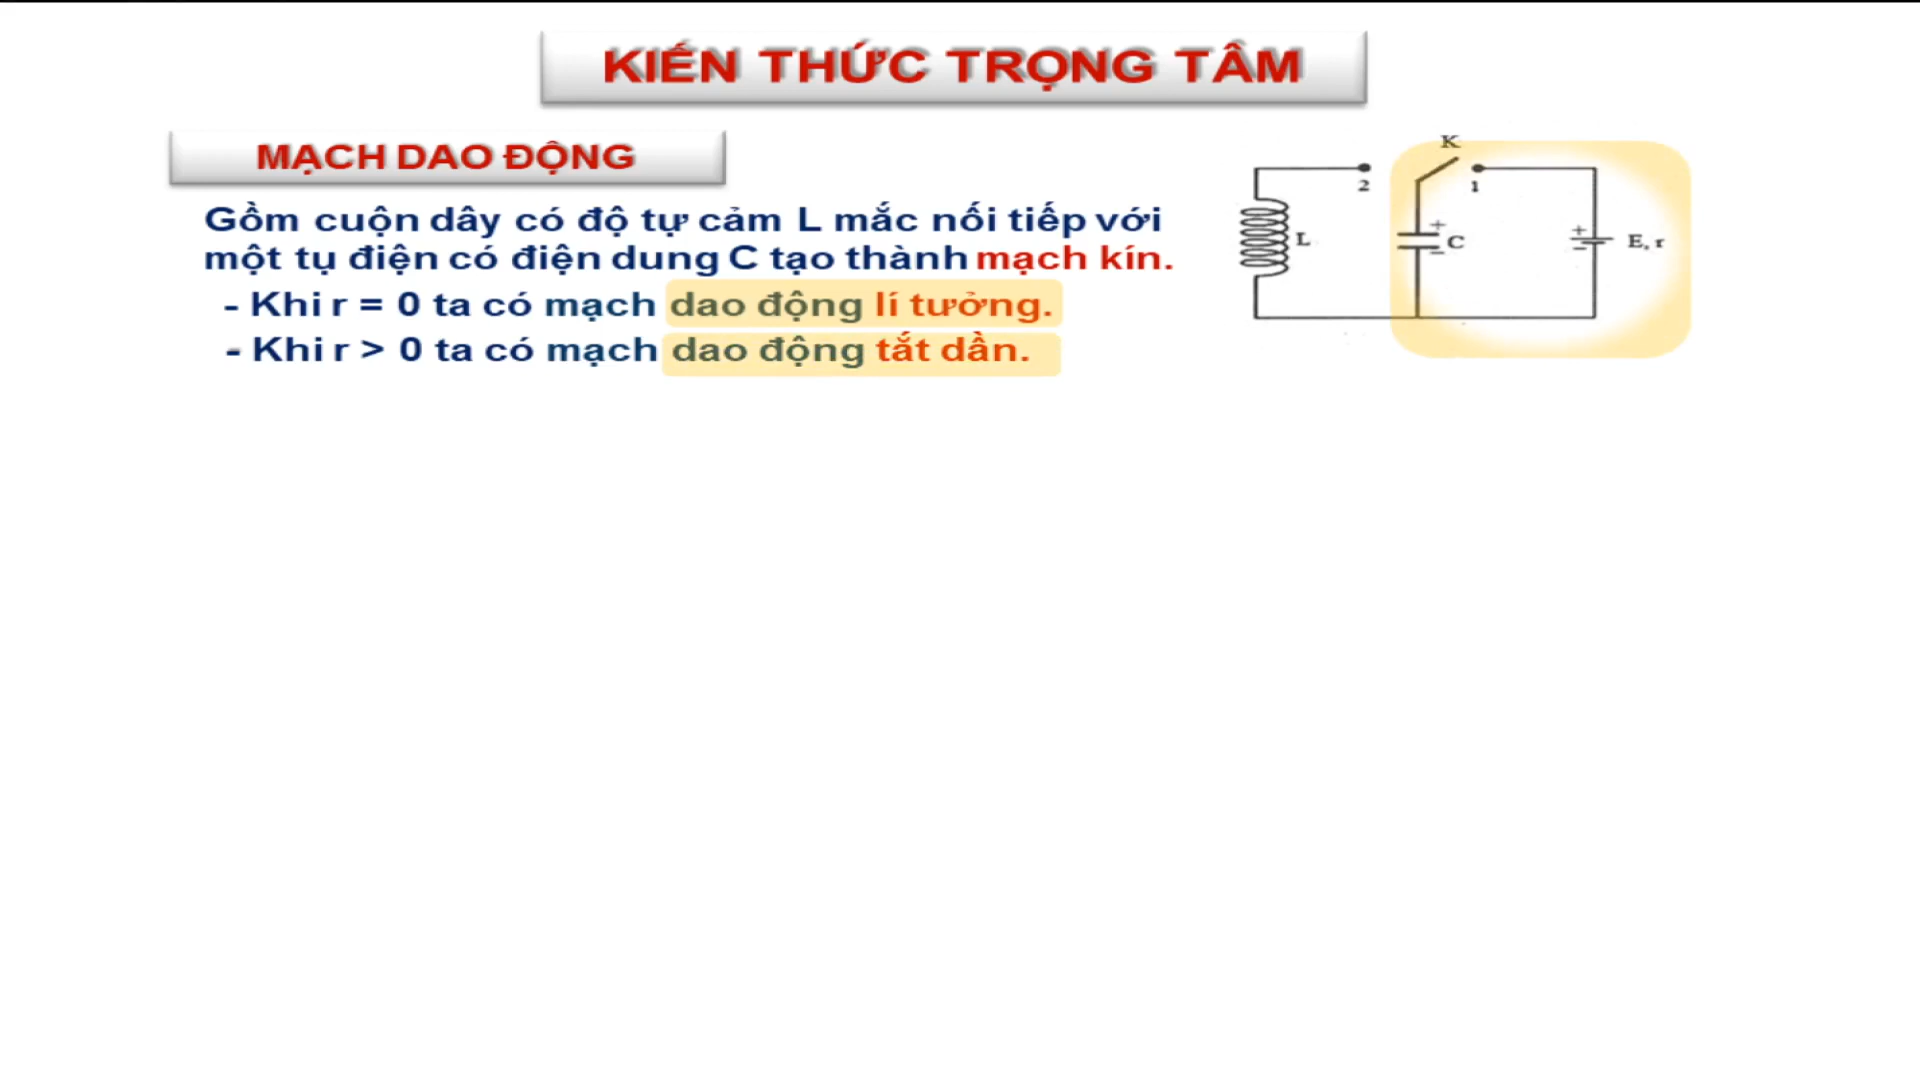 KIẾN THỨC TRỌNG TÂM
MẠCH DAO ĐỘNG
Gồm cuộn dây có độ tự cảm L mắc nối tiếp với
một tụ điện có điện dung C tạo thành mạch kín.
- Khi r = 0 ta có mạch dao động lí tưởng.
- Khi r > 0 ta có mạch dao động tắt dần.
K
2
1
L
+
C
-
+
-
E, r